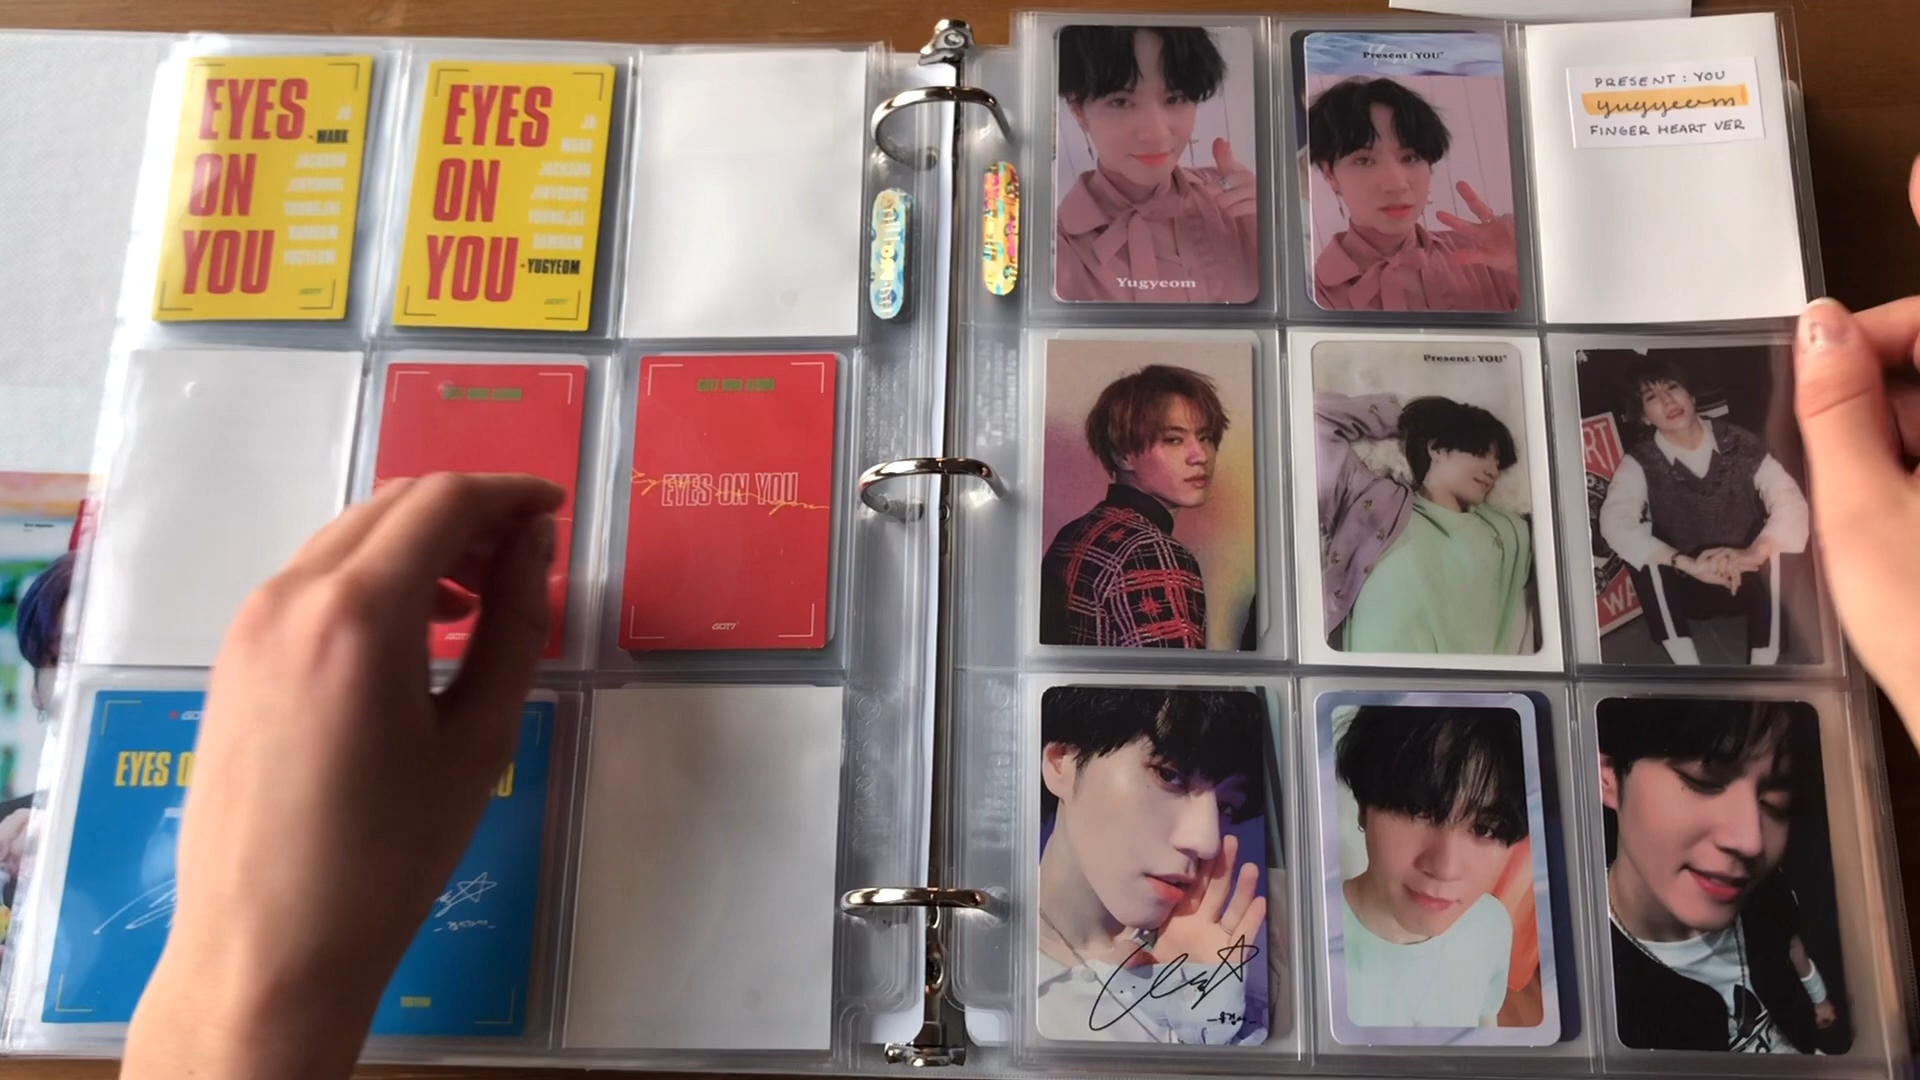 EYES
ON
YOU
JB
- MARK
JACKSON
JINYOUNG
YOUNGJAE
BAMBAM
YUGYEOM
GOT7
EYES
ON
YOU
JB
MARK
JACKSON
JINYOUNG
YOUNGJAE
BAMBAM
- YUGYEOM
GOT7
GOT7 MINI ALBUM
EYES ON YOU
GOT7
EYES O
Yugyeom
Present : YOU
PRESENT : YOU
yugyeom
FINGER HEART VER
Present : YOU
ART
WA